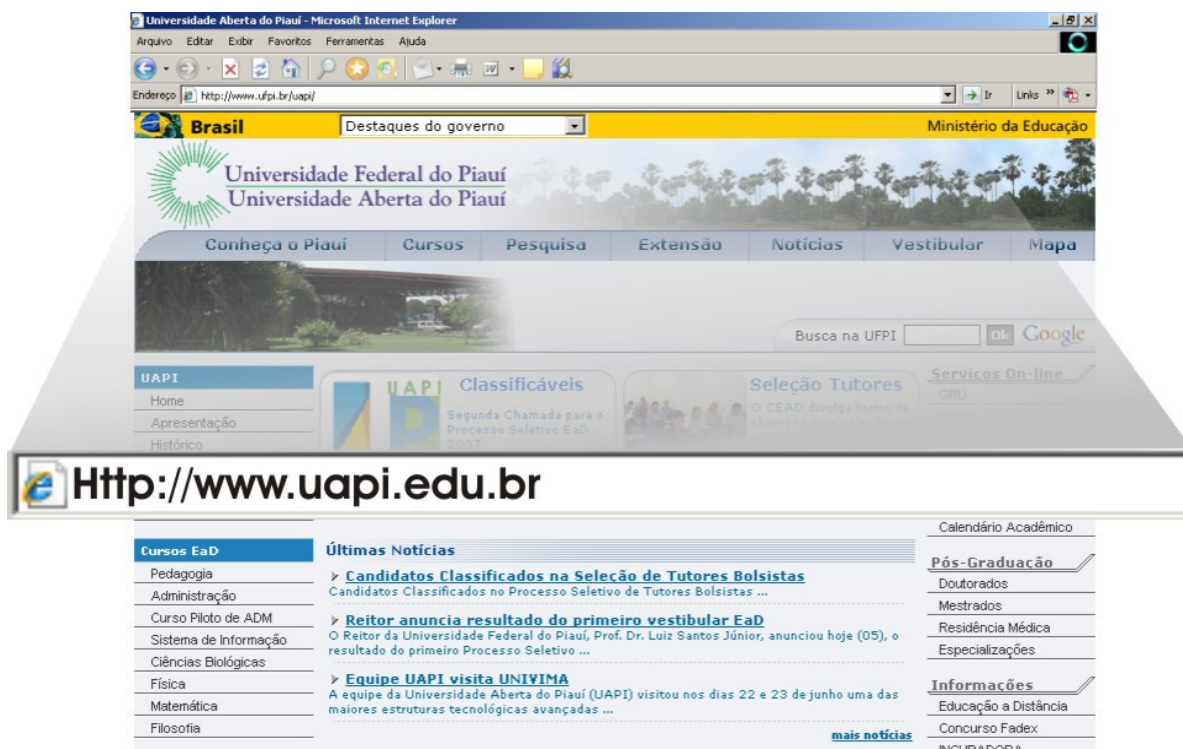 Universidade Aberta do Piauí - Microsoft Internet Explorer
Arquivo Editar Exibir Favoritos Ferramentas Ajuda
Endereço http://www.ufpi.br/uapi/ Ir Links »
Brasil Destaques do governo Ministério da Educação
Universidade Federal do Piauí
Universidade Aberta do Piauí
Conheça o Piauí Cursos Pesquisa Extensão Notícias Vestibular Mapa
Busca na UFPI Ok Google
UAPI
Home
Apresentação
Histórico
UAPI Classificáveis
Segunda Chamada para o
Processo Seletivo EaD
2007
Seleção Tutores
O CEAD divulga termo de
chamada para seleção
Serviços On-line
GRU
Http://www.uapi.edu.br
Cursos EaD
Pedagogia
Administração
Curso Piloto de ADM
Sistema de Informação
Ciências Biológicas
Física
Matemática
Filosofia
Últimas Notícias
Candidatos Classificados na Seleção de Tutores Bolsistas
Candidatos Classificados no Processo Seletivo de Tutores Bolsistas ...
Reitor anuncia resultado do primeiro vestibular EaD
O Reitor da Universidade Federal do Piauí, Prof. Dr. Luiz Santos Júnior, anunciou hoje (05), o
resultado do primeiro Processo Seletivo ...
Equipe UAPI visita UNIVIMA
A equipe da Universidade Aberta do Piauí (UAPI) visitou nos dias 22 e 23 de junho uma das
maiores estruturas tecnológicas avançadas ...
mais notícias
Calendário Acadêmico
Pós-Graduação
Doutorados
Mestrados
Residência Médica
Especializações
Informações
Educação a Distância
Concurso Fadex
INCUBADORA